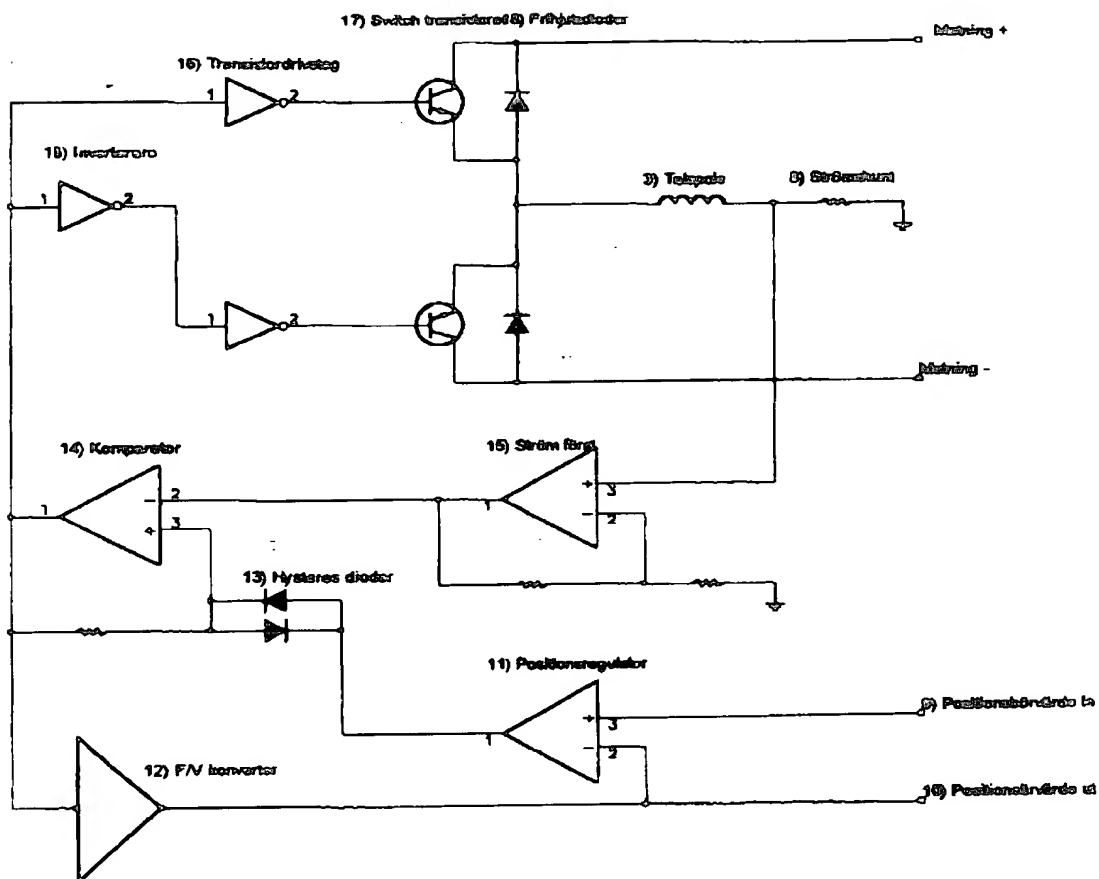 17) Switch transistorer
18) Frihjulsdioder
Matning +
16) Transistordrivsteg
1
2
1
2
3) Talspole
8) Strömshunt
1
2
Matning -
14) Komparator
15) Ström först
1
2
3
1
3
2
13) Hysteres dioder
11) Positionsregulator
1
3
2
9) Positionsbörvärde in
12) F/V konverter
10) Positionsärvärde ut